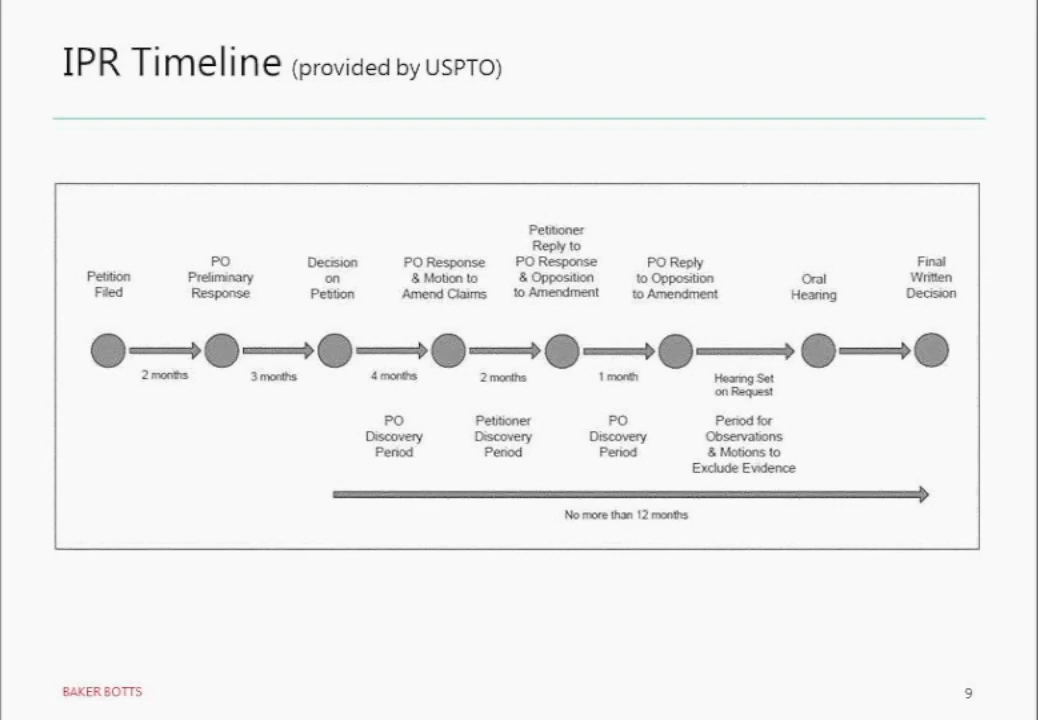 IPR Timeline (provided by USPTO)
Petition
Filed
PO
Preliminary
Response
Decision
on
Petition
PO Response
& Motion to
Amend Claims
Petitioner
Reply to
PO Response
& Opposition
to Amendment
PO Reply
to Opposition
to Amendment
Oral
Hearing
Final
Written
Decision
2 months
3 months
4 months
2 months
1 month
Hearing Set
on Request
PO
Discovery
Period
Petitioner
Discovery
Period
PO
Discovery
Period
Period for
Observations
& Motions to
Exclude Evidence
No more than 12 months
BAKER BOTTS
9